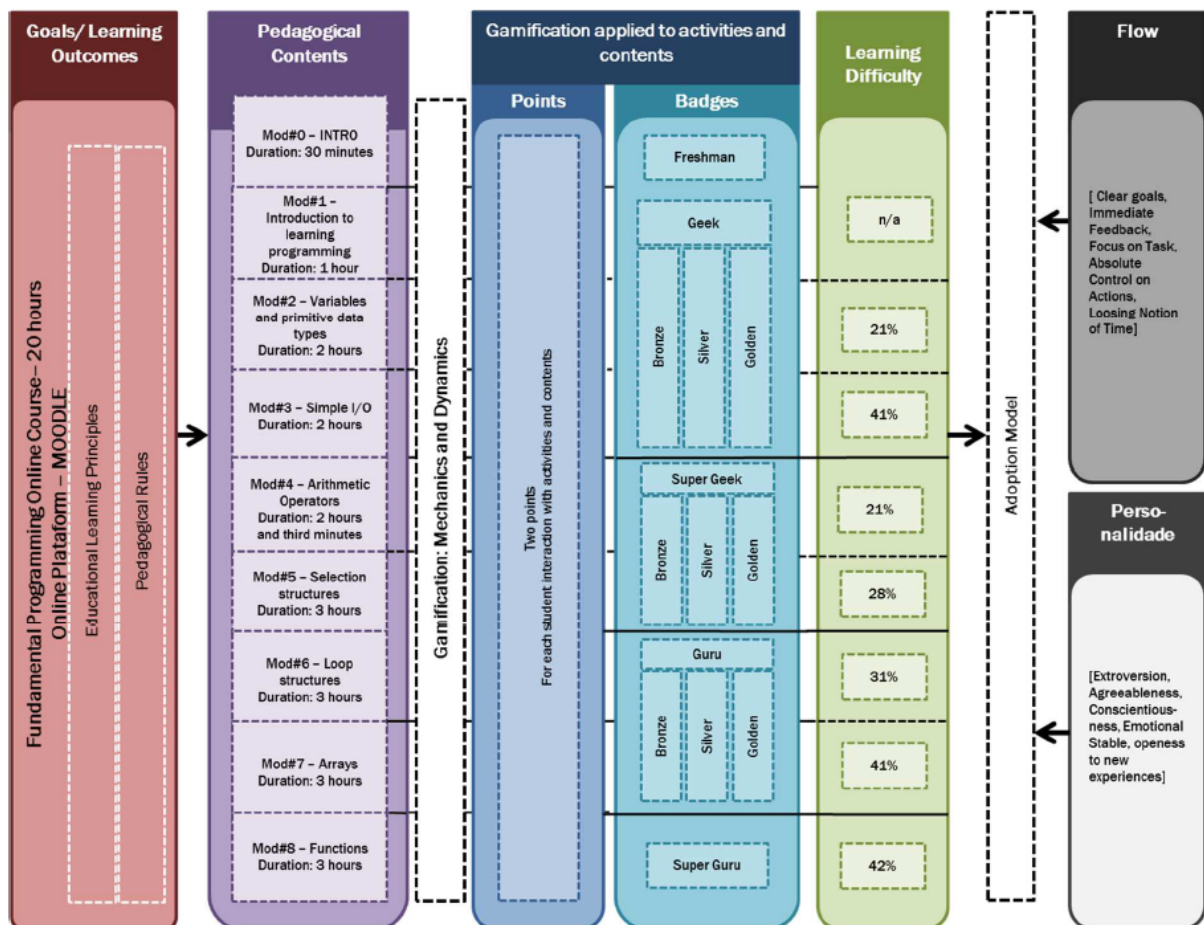 Goals/ Learning
Outcomes
Fundamental Programming Online Course– 20 hours
Online Plataform – MOODLE
Educational Learning Principles
Pedagogical Rules
Pedagogical
Contents
Mod#0 – INTRO
Duration: 30 minutes
Mod#1 –
Introduction to
learning
programming
Duration: 1 hour
Mod#2 – Variables
and primitive data
types
Duration: 2 hours
Mod#3 – Simple I/O
Duration: 2 hours
Mod#4 – Arithmetic
Operators
Duration: 2 hours
and third minutes
Mod#5 – Selection
structures
Duration: 3 hours
Mod#6 – Loop
structures
Duration: 3 hours
Mod#7 – Arrays
Duration: 3 hours
Mod#8 – Functions
Duration: 3 hours
Gamification: Mechanics and Dynamics
Gamification applied to activities and
contents
Points
Two points
For each student interaction with activities and contents
Badges
Freshman
Geek
Bronze
Silver
Golden
Super Geek
Bronze
Silver
Golden
Guru
Bronze
Silver
Golden
Super Guru
Learning
Difficulty
n/a
21%
41%
21%
28%
31%
41%
42%
Adoption Model
Flow
[ Clear goals,
Immediate
Feedback,
Focus on Task,
Absolute
Control on
Actions,
Loosing Notion
of Time]
Perso-
nalidade
[Extroversion,
Agreeableness,
Conscientious-
ness, Emotional
Stable, openess
to new
experiences]